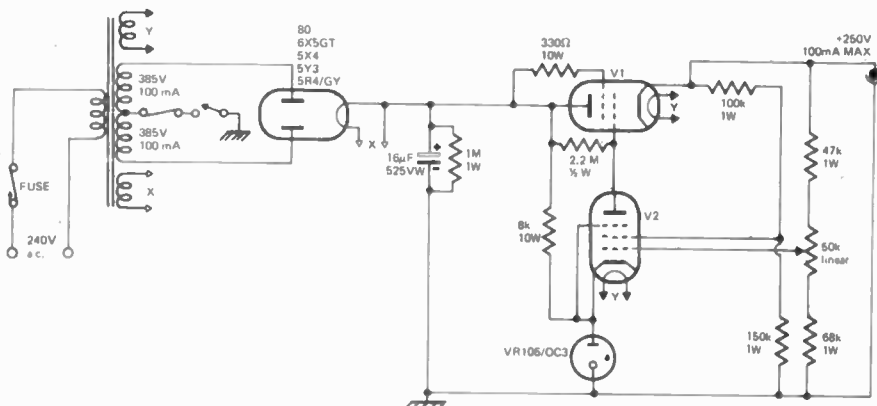 Y
385V
100 mA
385V
100 mA
X
FUSE
240V
a.c.
80
6X5GT
5X4
5Y3
5R4/GY
X
16µF
525VW
+
-
1M
1W
330Ω
10W
V1
Y
2.2 M
½ W
8k
10W
V2
Y
VR105/OC3
+250V
100mA MAX
100k
1W
47k
1W
50k
linear
150k
1W
68k
1W